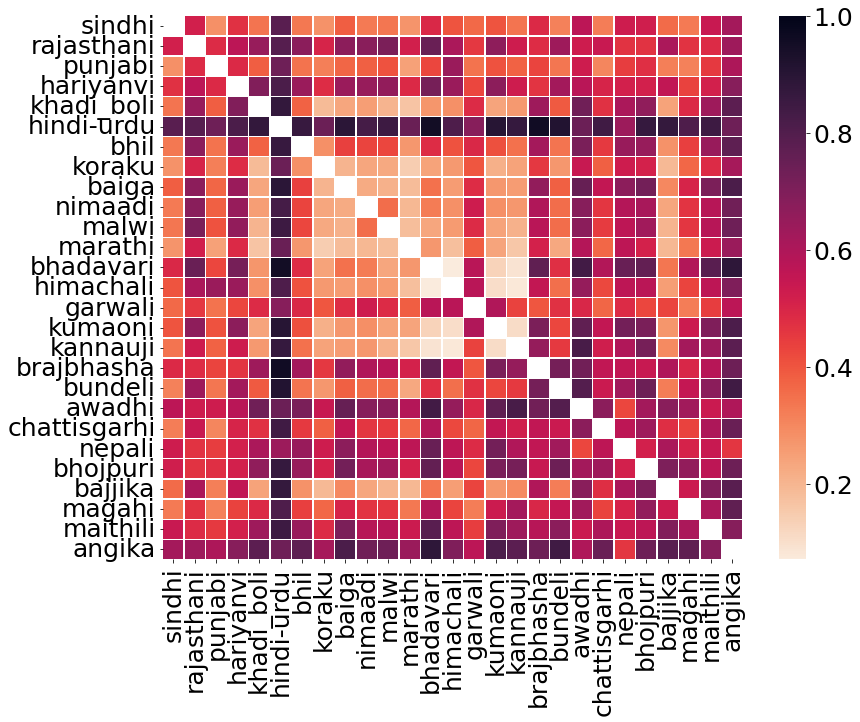 sindhi
rajasthani
punjabi
hariyanvi
khadi_boli
hindi-ūrdu
bhil
koraku
baiga
nimaadi
malwi
marathi
bhadavari
himachali
garwali
kumaoni
kannauji
brajbhasha
bundeli
awadhi
chattisgarhi
nepali
bhojpuri
bajjika
magahi
maithili
angika
sindhi
rajasthani
punjabi
hariyanvi
khadi_boli
hindi-ūrdu
bhil
koraku
baiga
nimaadi
malwi
marathi
bhadavari
himachali
garwali
kumaoni
kannauji
brajbhasha
bundeli
awadhi
chattisgarhi
nepali
bhojpuri
bajjika
magahi
maithili
angika
1.0
0.8
0.6
0.4
0.2